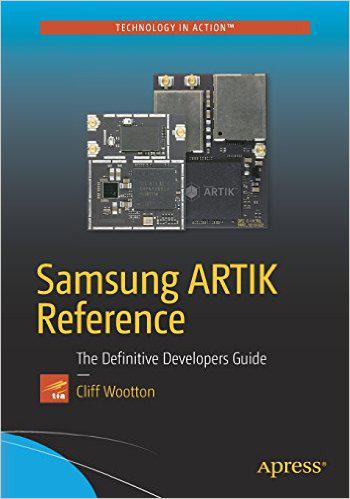 TECHNOLOGY IN ACTION™
ARTIK
Samsung ARTIK
Reference
The Definitive Developers Guide
—
tia
Cliff Wootton
Apress®